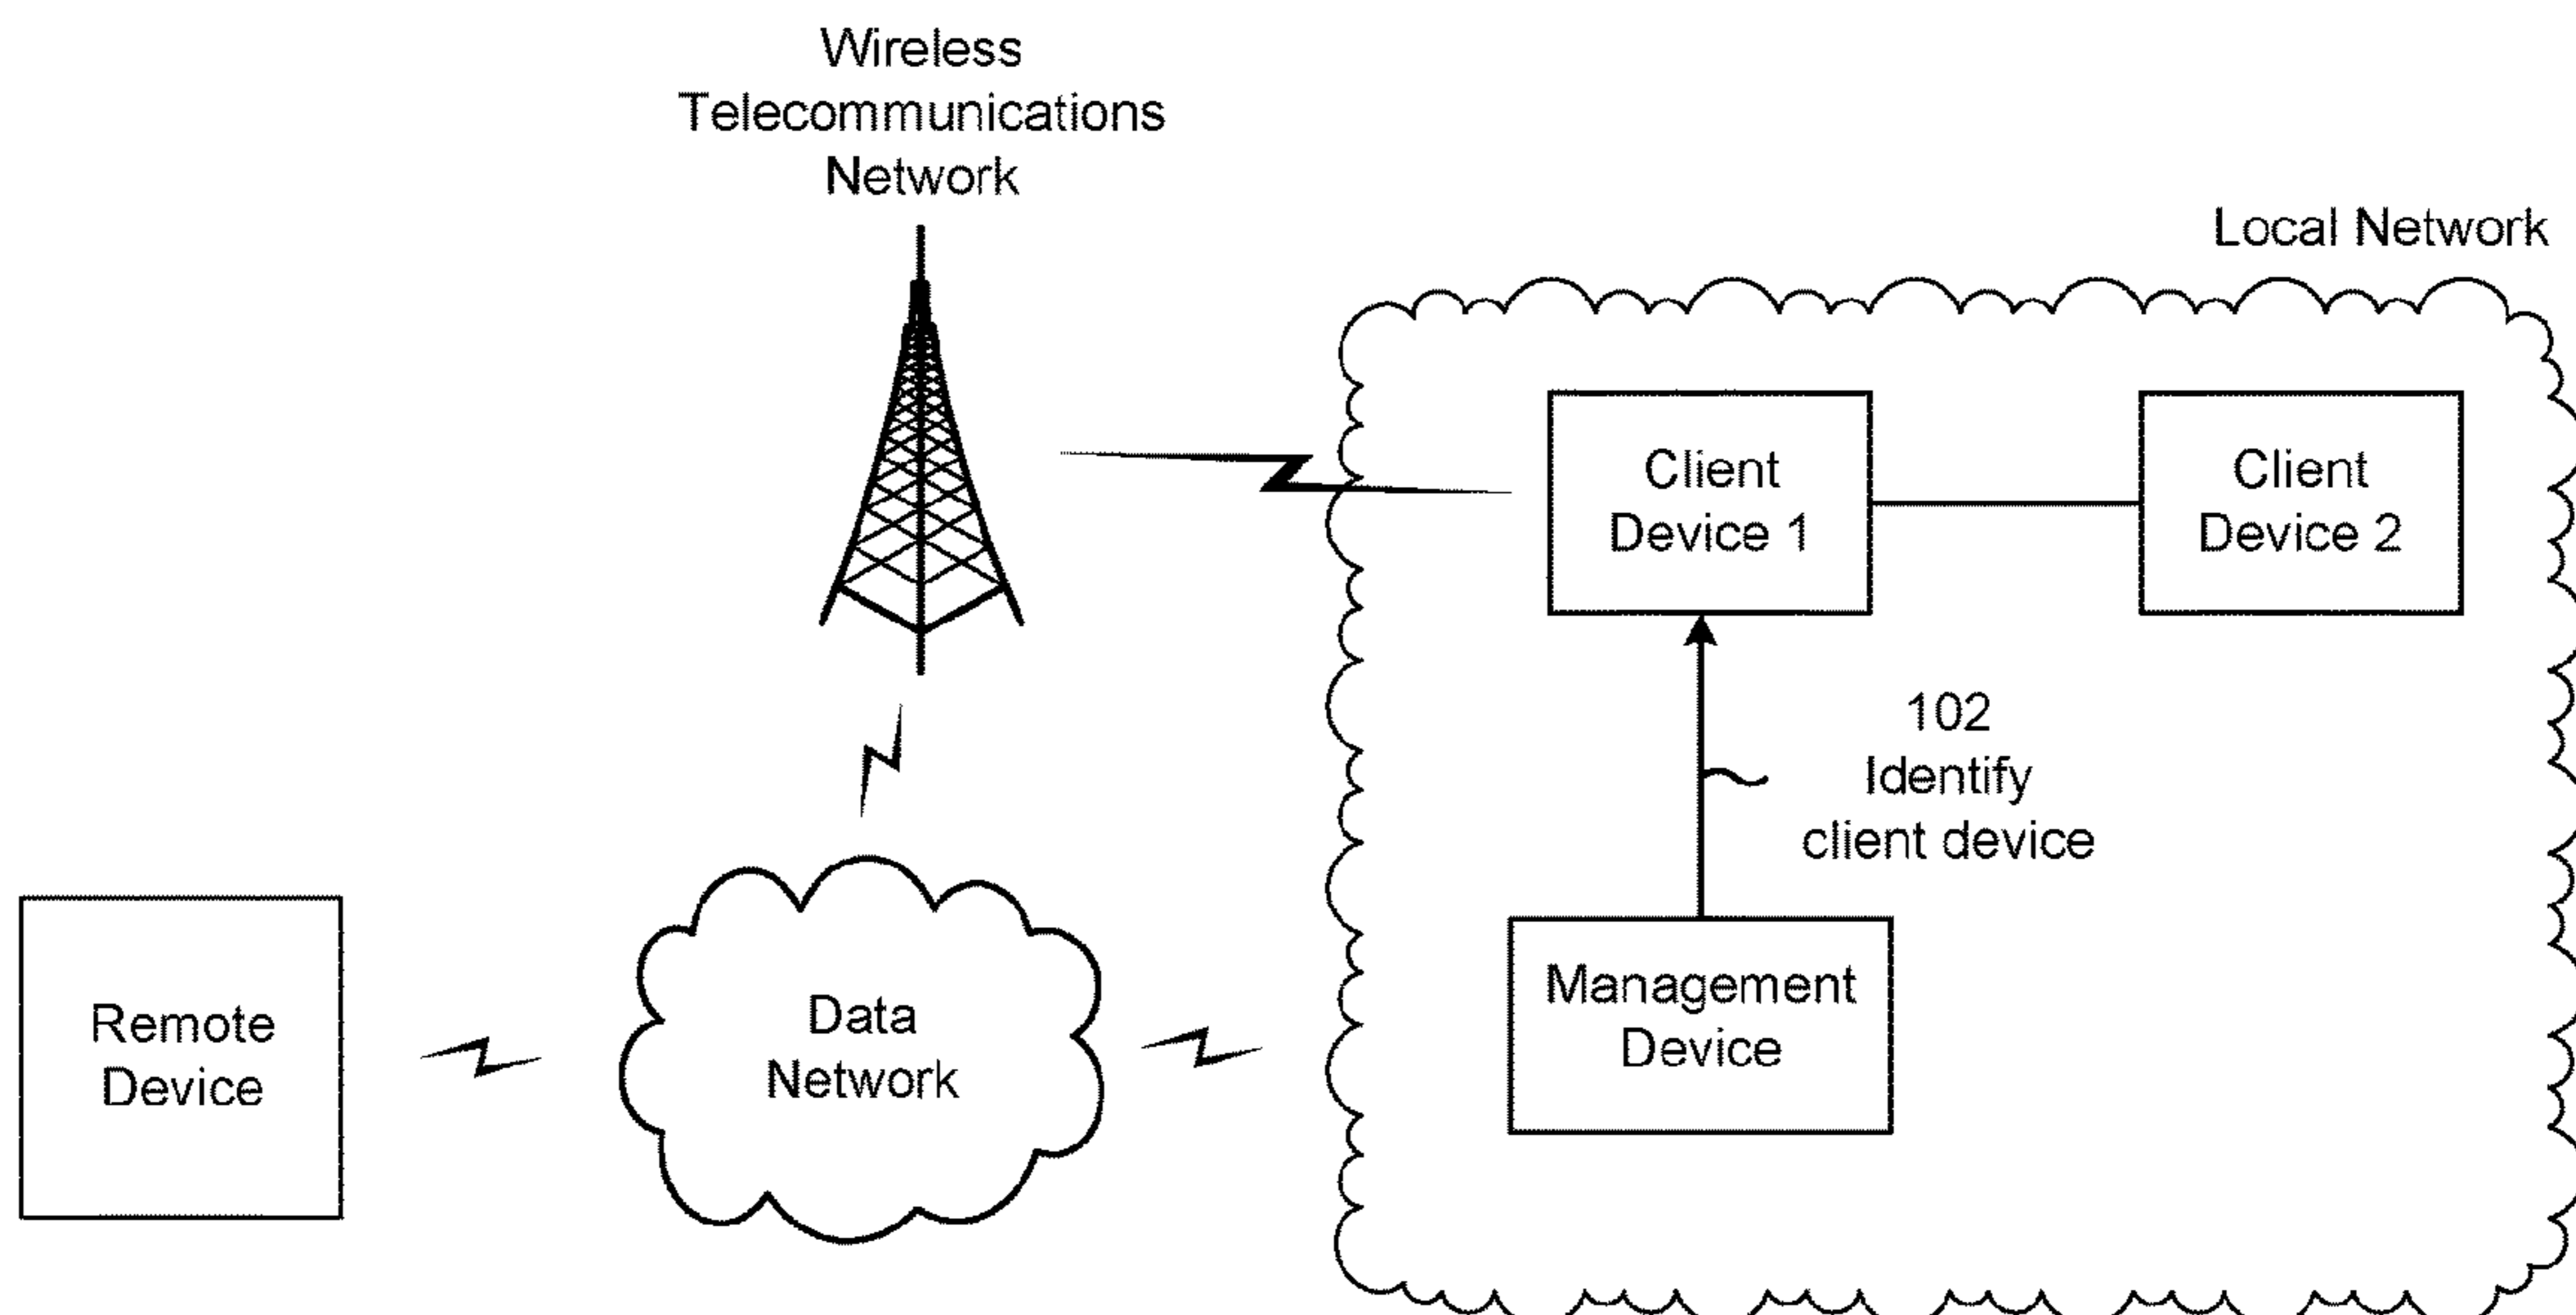 Wireless
Telecommunications
Network
Local Network
Client
Device 1
Client
Device 2
102
Identify
client device
Management
Device
Data
Network
Remote
Device